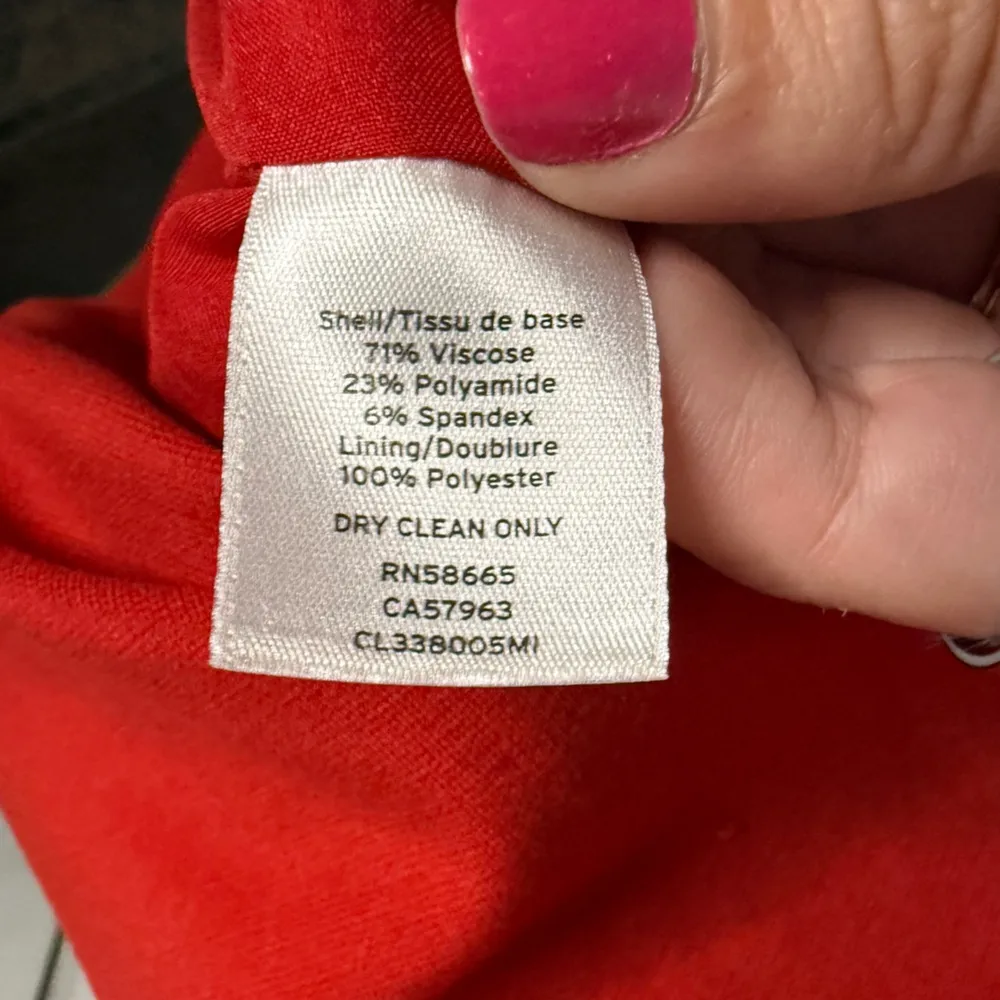 Shell/Tissu de base
71% Viscose
23% Polyamide
6% Spandex
Lining/Doublure
100% Polyester
DRY CLEAN ONLY
RN58665
CA57963
CL338005MI